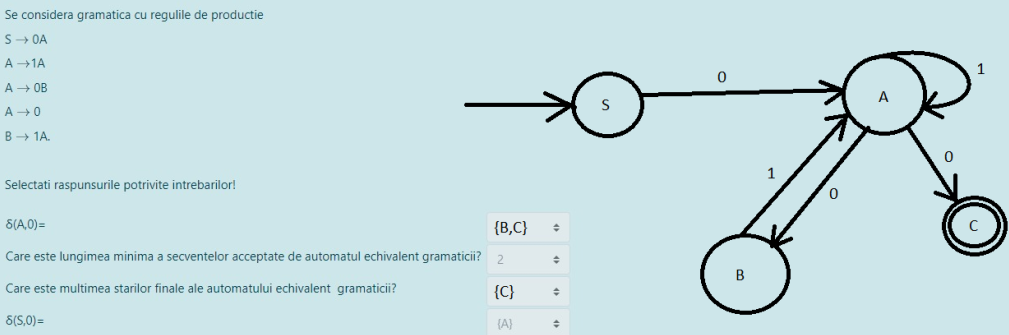 Se considera gramatica cu regulile de productie
S → 0A
A →1A
A → 0B
A → 0
B → 1A.
Selectati raspunsurile potrivite intrebarilor!
δ(A,0)= {B,C}
Care este lungimea minima a secventelor acceptate de automatul echivalent gramaticii? 2
Care este multimea starilor finale ale automatului echivalent gramaticii? {C}
δ(S,0)= {A}
S
0
A
1
0
1
0
B
C